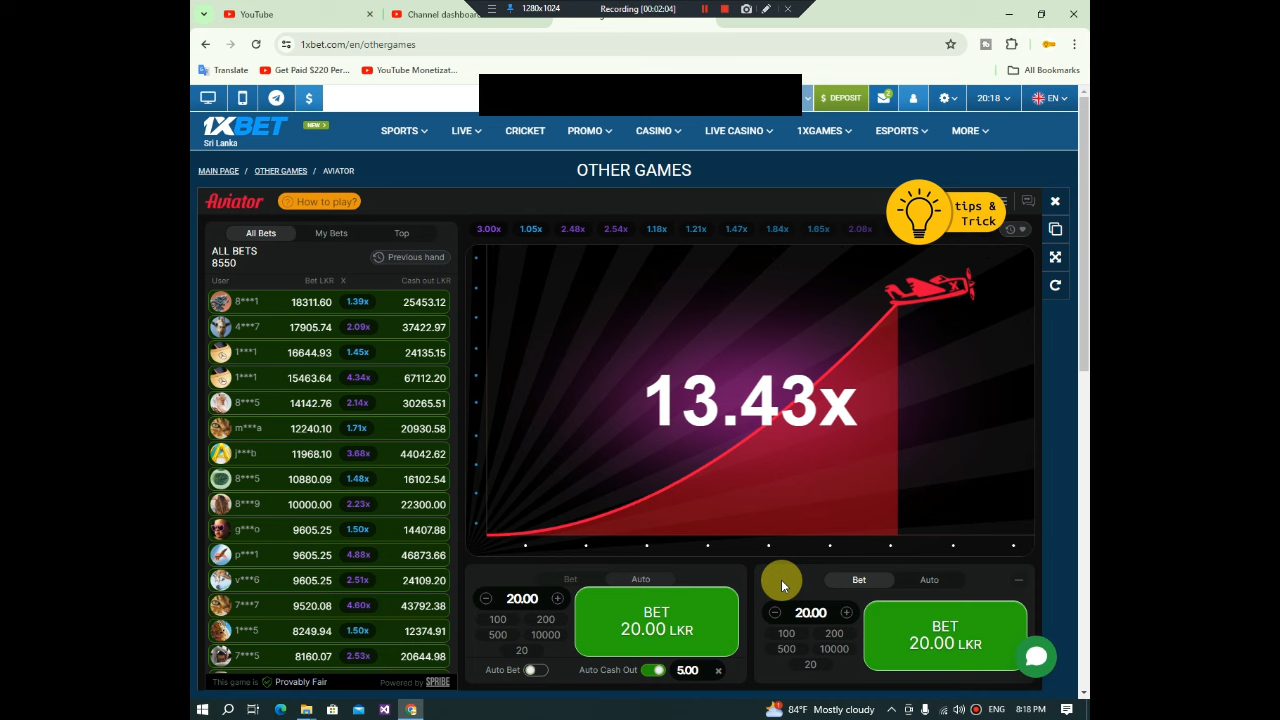 YouTube
Channel dashboard
1280x1024
Recording [00:02:04]
1xbet.com/en/othergames
Translate
Get Paid $220 Per...
YouTube Monetizat...
All Bookmarks
$
$ DEPOSIT
2
20:18
EN
1XBET
NEW >
Sri Lanka
SPORTS
LIVE
CRICKET
PROMO
CASINO
LIVE CASINO
1XGAMES
ESPORTS
MORE
MAIN PAGE / OTHER GAMES / AVIATOR
OTHER GAMES
Aviator
? How to play?
tips &
Trick
All Bets
My Bets
Top
3.00x 1.05x 2.48x 2.54x 1.18x 1.21x 1.47x 1.84x 1.65x 2.08x
ALL BETS
8550
Previous hand
User Bet LKR X Cash out LKR
8***1 18311.60 1.39x 25453.12
4***7 17905.74 2.09x 37422.97
1***1 16644.93 1.45x 24135.15
1***1 15463.64 4.34x 67112.20
8***5 14142.76 2.14x 30265.51
m***a 12240.10 1.71x 20930.58
j***b 11968.10 3.68x 44042.62
8***5 10880.09 1.48x 16102.54
8***9 10000.00 2.23x 22300.00
g***o 9605.25 1.50x 14407.88
p***1 9605.25 4.88x 46873.66
v***6 9605.25 2.51x 24109.20
7***7 9520.08 4.60x 43792.38
1***5 8249.94 1.50x 12374.91
7***5 8160.07 2.53x 20644.98
This game is Provably Fair
Powered by SPRIBE
13.43x
Bet
Auto
20.00
100 200
500 10000
20
BET
20.00 LKR
Auto Bet
Auto Cash Out
5.00 x
Bet
Auto
20.00
100 200
500 10000
20
BET
20.00 LKR
84°F Mostly cloudy
ENG
8:18 PM